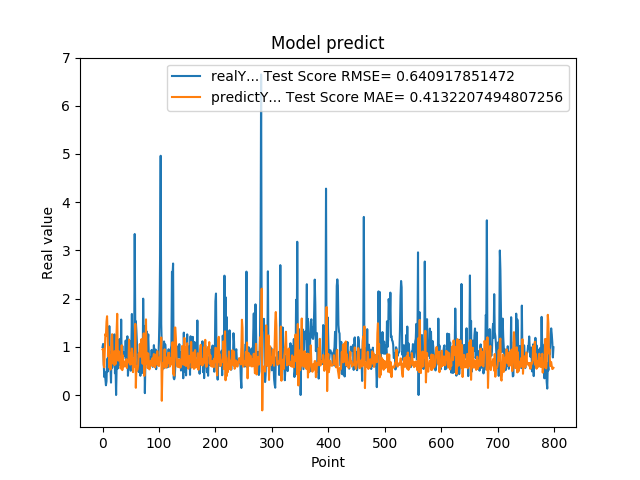 Model predict
realY... Test Score RMSE= 0.640917851472
predictY... Test Score MAE= 0.4132207494807256
Real value
7
6
5
4
3
2
1
0
0 100 200 300 400 500 600 700 800
Point